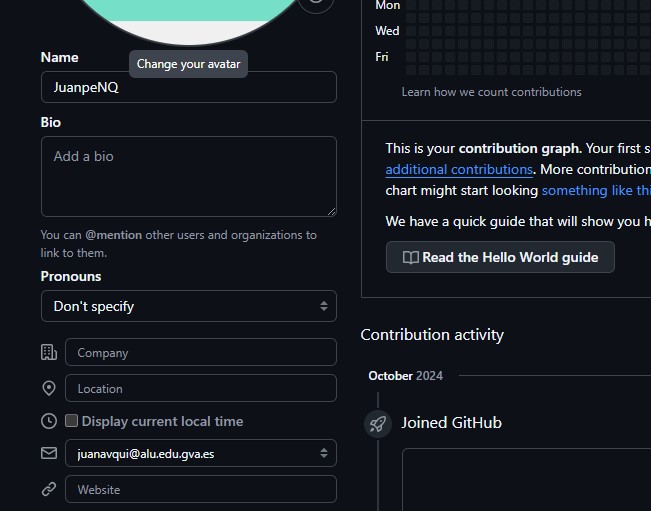 Name
Change your avatar
JuanpeNQ
Bio
Add a bio
You can @mention other users and organizations to
link to them.
Pronouns
Don't specify
Company
Location
Display current local time
juanavqui@alu.edu.gva.es
Website
Mon
Wed
Fri
Learn how we count contributions
This is your contribution graph. Your first s
additional contributions. More contribution
chart might start looking something like thi
We have a quick guide that will show you h
Read the Hello World guide
Contribution activity
October 2024
Joined GitHub